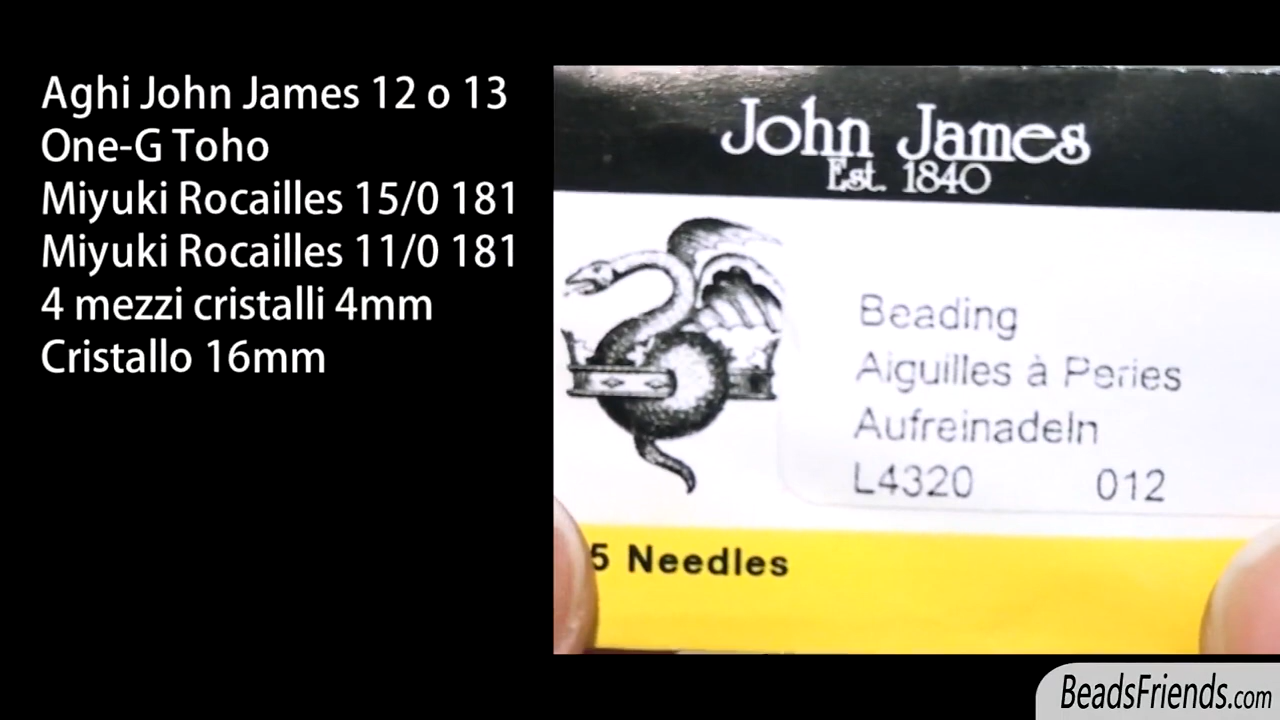 Aghi John James 12 o 13
One-G Toho
Miyuki Rocailles 15/0 181
Miyuki Rocailles 11/0 181
4 mezzi cristalli 4mm
Cristallo 16mm
John James
Est. 1840
Beading
Aiguilles à Peries
Aufreinadeln
L4320 012
5 Needles
BeadsFriends.com